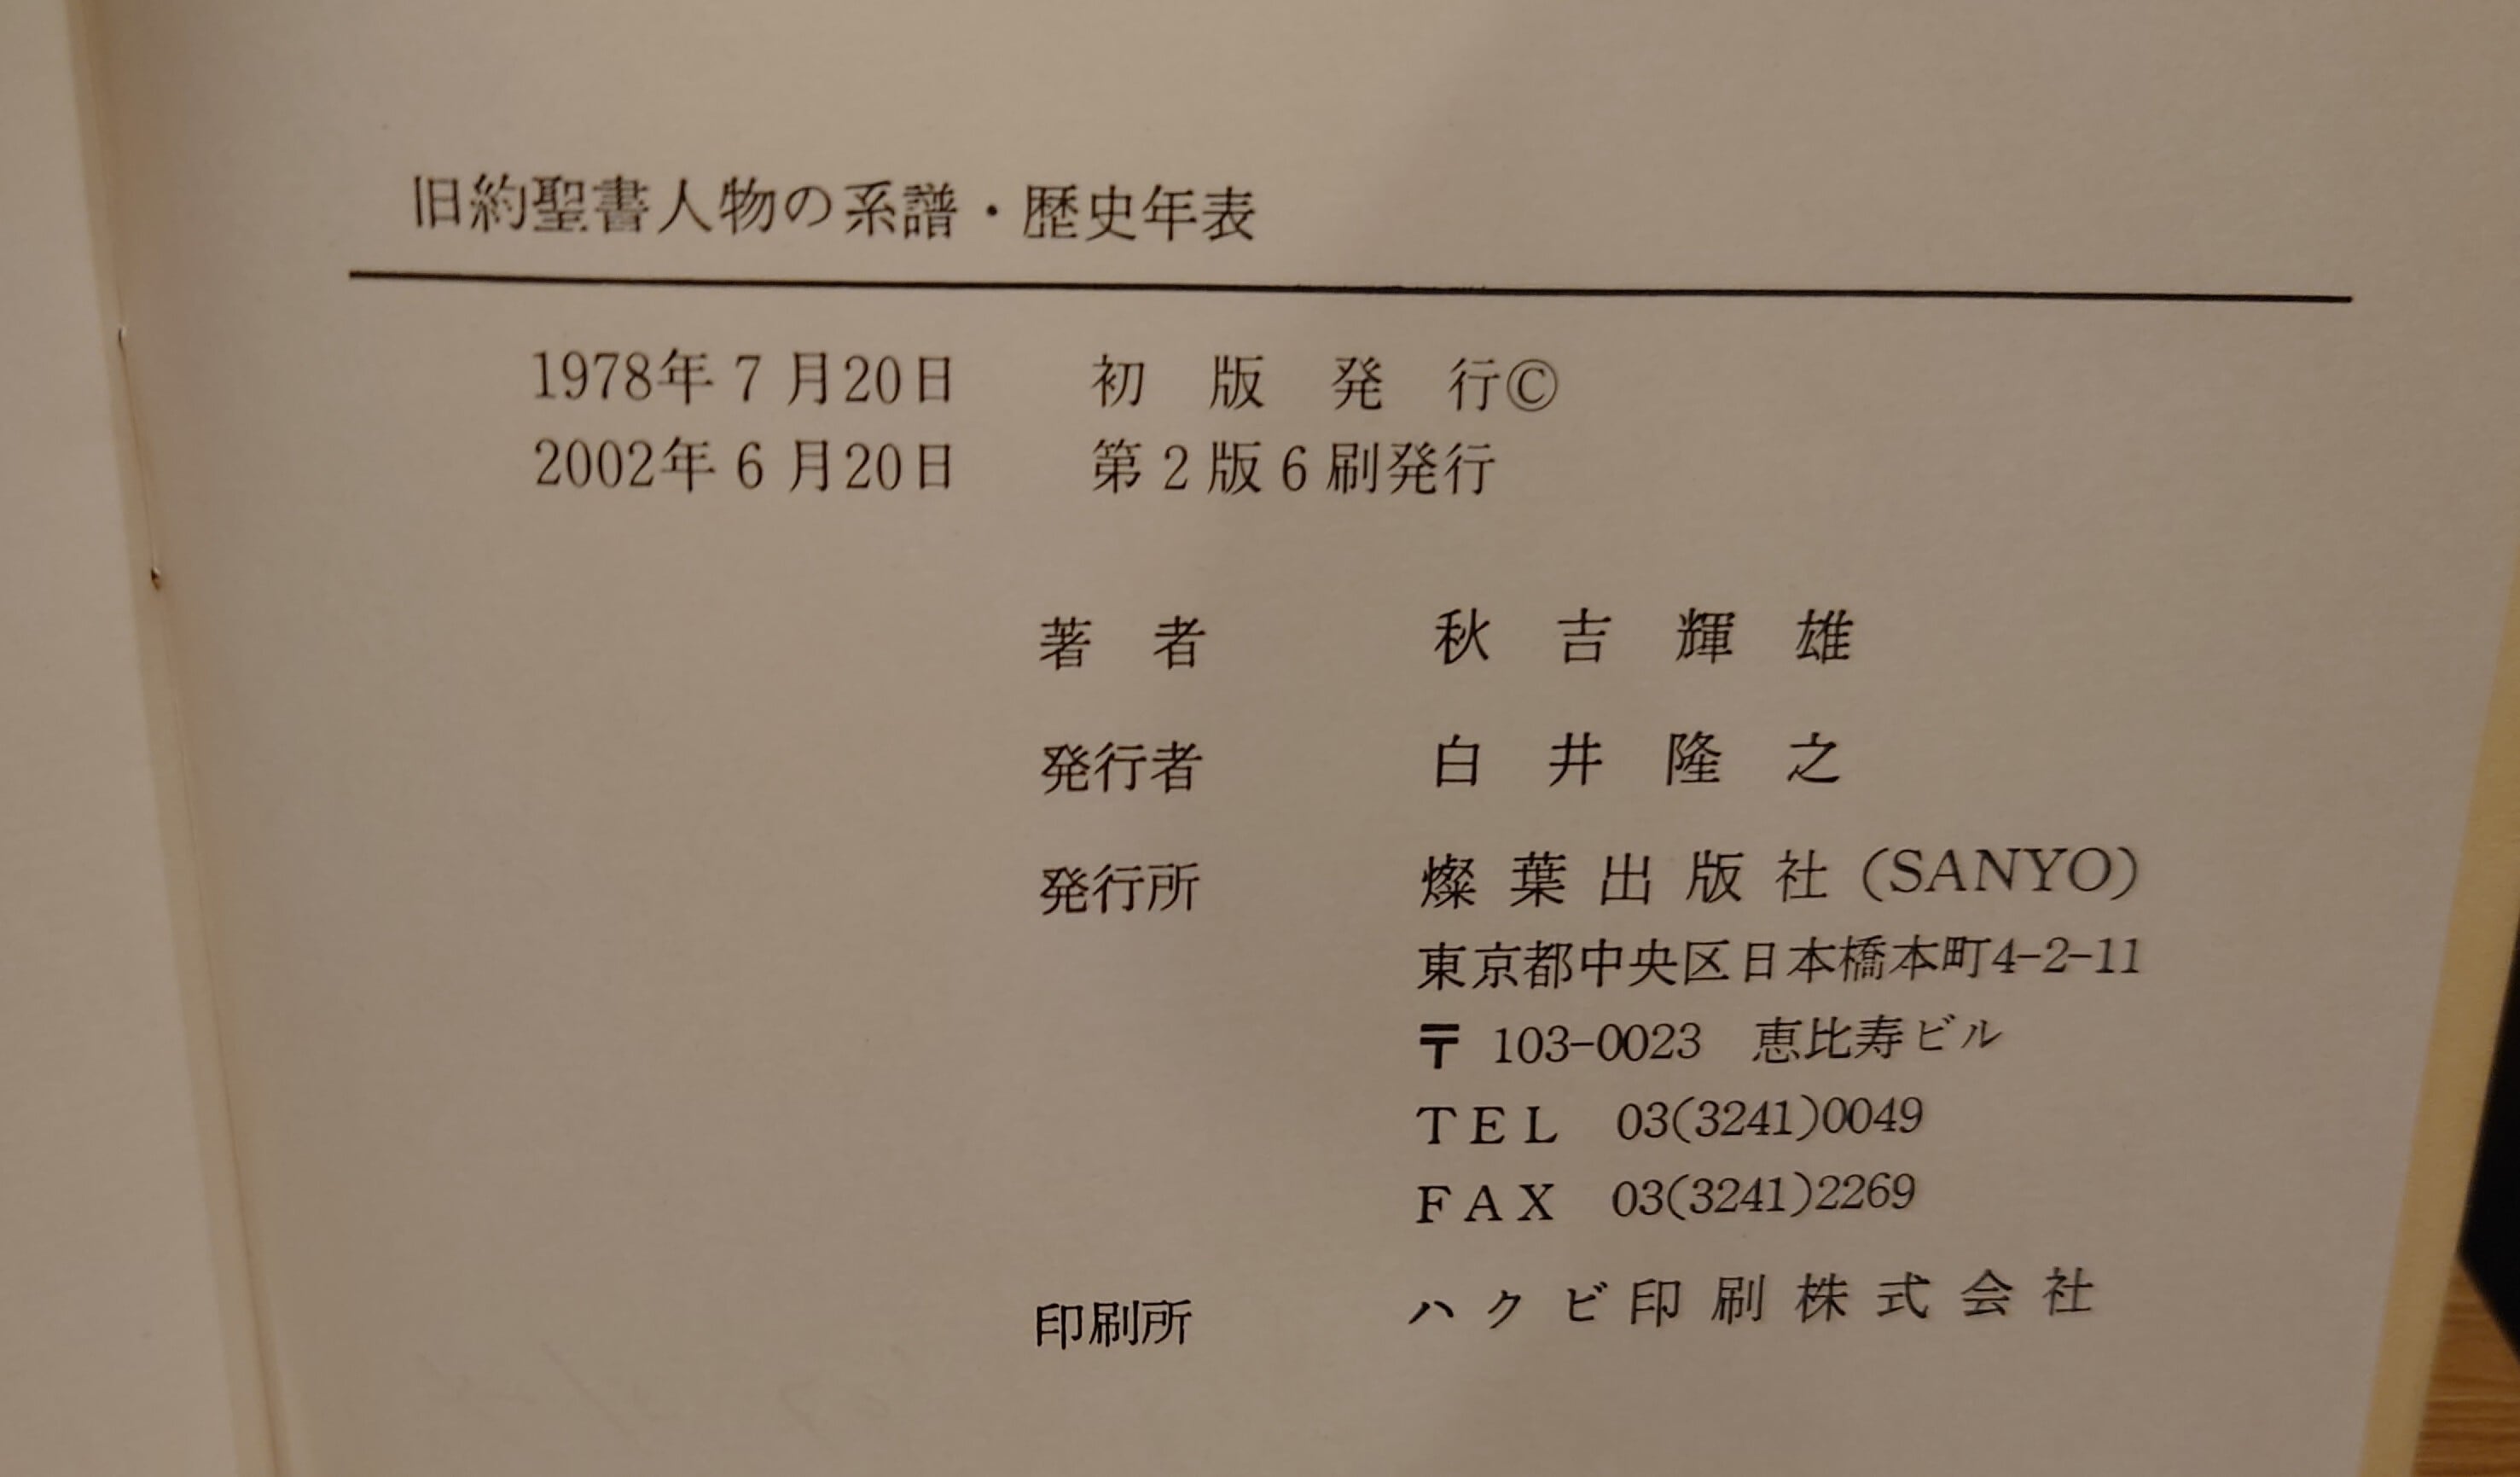 旧約聖書人物の系譜・歴史年表
1978年7月20日 初版発行©
2002年6月20日 第2版6刷発行
著者 秋吉輝雄
発行者 白井隆之
発行所 燦葉出版社(SANYO)
東京都中央区日本橋本町4-2-11
〒 103-0023 恵比寿ビル
TEL 03(3241)0049
FAX 03(3241)2269
印刷所 ハクビ印刷株式会社